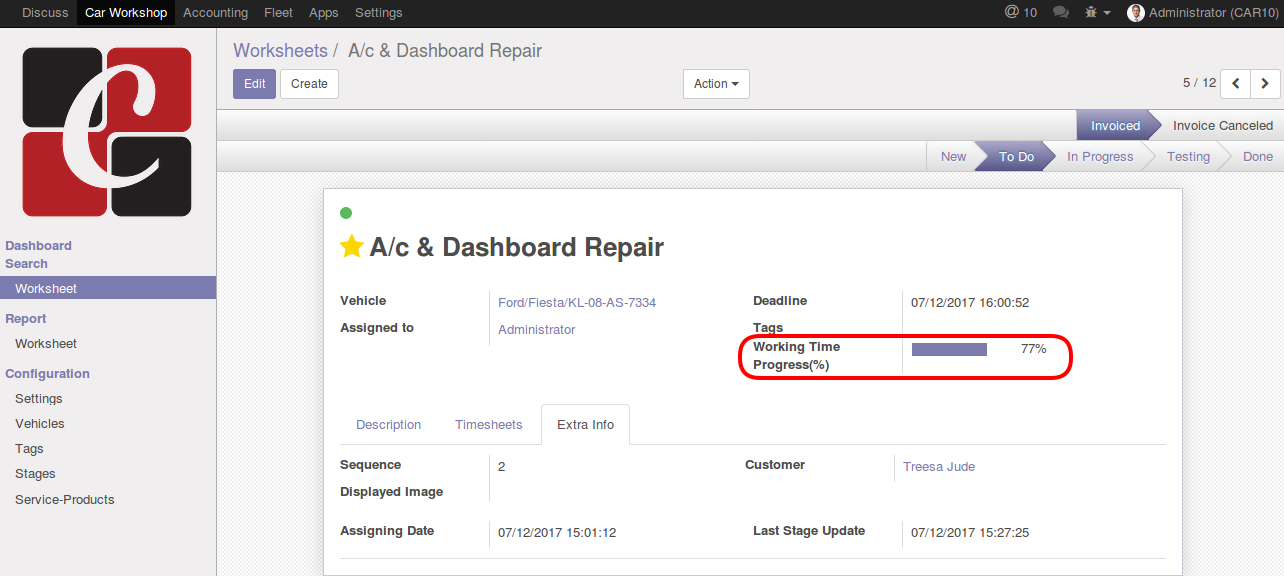 Discuss Car Workshop Accounting Fleet Apps Settings @ 10 Administrator (CAR10)
Worksheets / A/c & Dashboard Repair
Edit Create Action 5 / 12
Invoiced Invoice Canceled
New To Do In Progress Testing Done
C
Dashboard
Search
Worksheet
Report
Worksheet
Configuration
Settings
Vehicles
Tags
Stages
Service-Products
A/c & Dashboard Repair
Vehicle Ford/Fiesta/KL-08-AS-7334
Assigned to Administrator
Deadline 07/12/2017 16:00:52
Tags
Working Time 77%
Progress(%)
Description Timesheets Extra Info
Sequence 2 Customer Treesa Jude
Displayed Image
Assigning Date 07/12/2017 15:01:12 Last Stage Update 07/12/2017 15:27:25